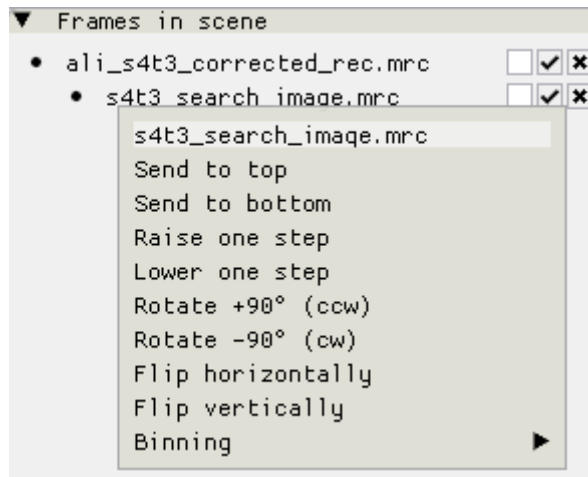 Frames in scene
ali_s4t3_corrected_rec.mrc
s4t3_search_image.mrc
s4t3_search_image.mrc
Send to top
Send to bottom
Raise one step
Lower one step
Rotate +90° (ccw)
Rotate -90° (cw)
Flip horizontally
Flip vertically
Binning